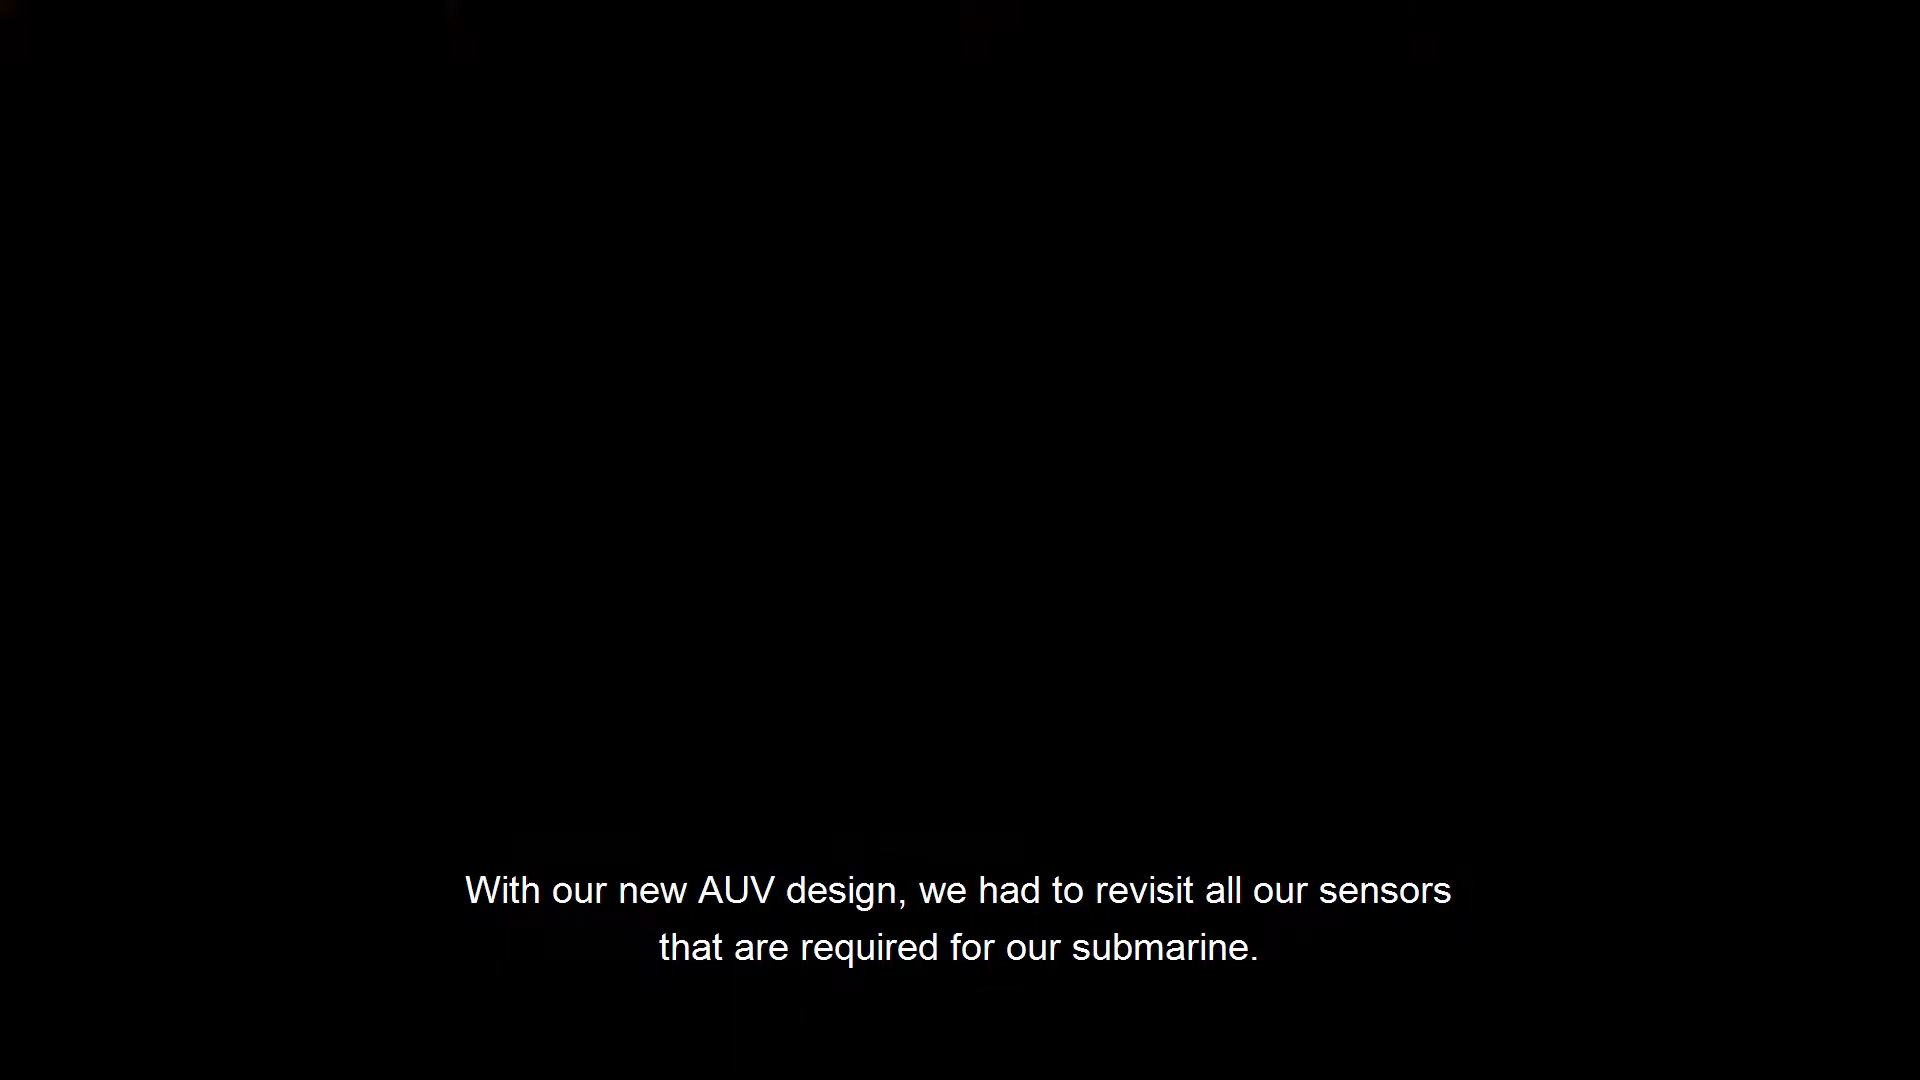 With our new AUV design, we had to revisit all our sensors
that are required for our submarine.